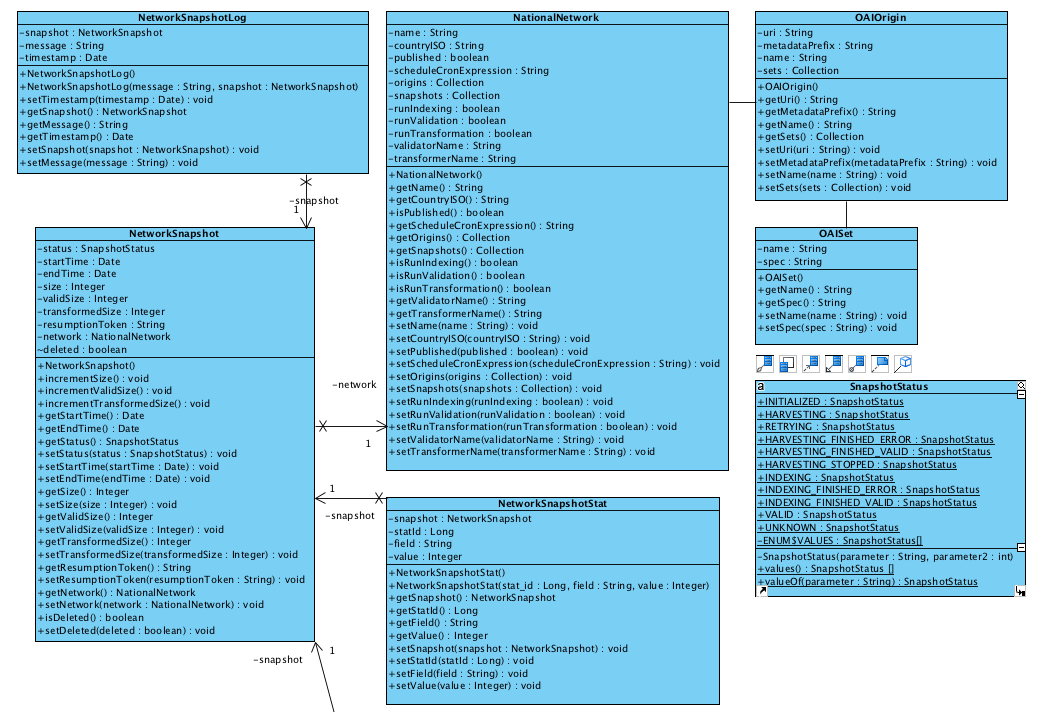 NetworkSnapshotLog
-snapshot : NetworkSnapshot
-message : String
-timestamp : Date
+NetworkSnapshotLog()
+NetworkSnapshotLog(message : String, snapshot : NetworkSnapshot)
+setTimestamp(timestamp : Date) : void
+getSnapshot() : NetworkSnapshot
+getMessage() : String
+getTimestamp() : Date
+setSnapshot(snapshot : NetworkSnapshot) : void
+setMessage(message : String) : void
-snapshot
1
NetworkSnapshot
-status : SnapshotStatus
-startTime : Date
-endTime : Date
-size : Integer
-validSize : Integer
-transformedSize : Integer
-resumptionToken : String
-network : NationalNetwork
~deleted : boolean
+NetworkSnapshot()
+incrementSize() : void
+incrementValidSize() : void
+incrementTransformedSize() : void
+getStartTime() : Date
+getEndTime() : Date
+getStatus() : SnapshotStatus
+setStatus(status : SnapshotStatus) : void
+setStartTime(startTime : Date) : void
+setEndTime(endTime : Date) : void
+getSize() : Integer
+setSize(size : Integer) : void
+getValidSize() : Integer
+setValidSize(validSize : Integer) : void
+getTransformedSize() : Integer
+setTransformedSize(transformedSize : Integer) : void
+getResumptionToken() : String
+setResumptionToken(resumptionToken : String) : void
+getNetwork() : NationalNetwork
+setNetwork(network : NationalNetwork) : void
+isDeleted() : boolean
+setDeleted(deleted : boolean) : void
-network
1
1
-snapshot
1
-snapshot
NationalNetwork
-name : String
-countryISO : String
-published : boolean
-scheduleCronExpression : String
-origins : Collection
-snapshots : Collection
-runIndexing : boolean
-runValidation : boolean
-runTransformation : boolean
-validatorName : String
-transformerName : String
+NationalNetwork()
+getName() : String
+getCountryISO() : String
+isPublished() : boolean
+getScheduleCronExpression() : String
+getOrigins() : Collection
+getSnapshots() : Collection
+isRunIndexing() : boolean
+isRunValidation() : boolean
+isRunTransformation() : boolean
+getValidatorName() : String
+getTransformerName() : String
+setName(name : String) : void
+setCountryISO(countryISO : String) : void
+setPublished(published : boolean) : void
+setScheduleCronExpression(scheduleCronExpression : String) : void
+setOrigins(origins : Collection) : void
+setSnapshots(snapshots : Collection) : void
+setRunIndexing(runIndexing : boolean) : void
+setRunValidation(runValidation : boolean) : void
+setRunTransformation(runTransformation : boolean) : void
+setValidatorName(validatorName : String) : void
+setTransformerName(transformerName : String) : void
NetworkSnapshotStat
-snapshot : NetworkSnapshot
-statId : Long
-field : String
-value : Integer
+NetworkSnapshotStat()
+NetworkSnapshotStat(stat_id : Long, field : String, value : Integer)
+getSnapshot() : NetworkSnapshot
+getStatId() : Long
+getField() : String
+getValue() : Integer
+setSnapshot(snapshot : NetworkSnapshot) : void
+setStatId(statId : Long) : void
+setField(field : String) : void
+setValue(value : Integer) : void
OAIOrigin
-uri : String
-metadataPrefix : String
-name : String
-sets : Collection
+OAIOrigin()
+getUri() : String
+getMetadataPrefix() : String
+getName() : String
+getSets() : Collection
+setUri(uri : String) : void
+setMetadataPrefix(metadataPrefix : String) : void
+setName(name : String) : void
+setSets(sets : Collection) : void
OAISet
-name : String
-spec : String
+OAISet()
+getName() : String
+getSpec() : String
+setName(name : String) : void
+setSpec(spec : String) : void
a
SnapshotStatus
+INITIALIZED : SnapshotStatus
+HARVESTING : SnapshotStatus
+RETRYING : SnapshotStatus
+HARVESTING_FINISHED_ERROR : SnapshotStatus
+HARVESTING_FINISHED_VALID : SnapshotStatus
+HARVESTING_STOPPED : SnapshotStatus
+INDEXING : SnapshotStatus
+INDEXING_FINISHED_ERROR : SnapshotStatus
+INDEXING_FINISHED_VALID : SnapshotStatus
+VALID : SnapshotStatus
+UNKNOWN : SnapshotStatus
-ENUM$VALUES : SnapshotStatus[]
-SnapshotStatus(parameter : String, parameter2 : int)
+values() : SnapshotStatus []
+valueOf(parameter : String) : SnapshotStatus